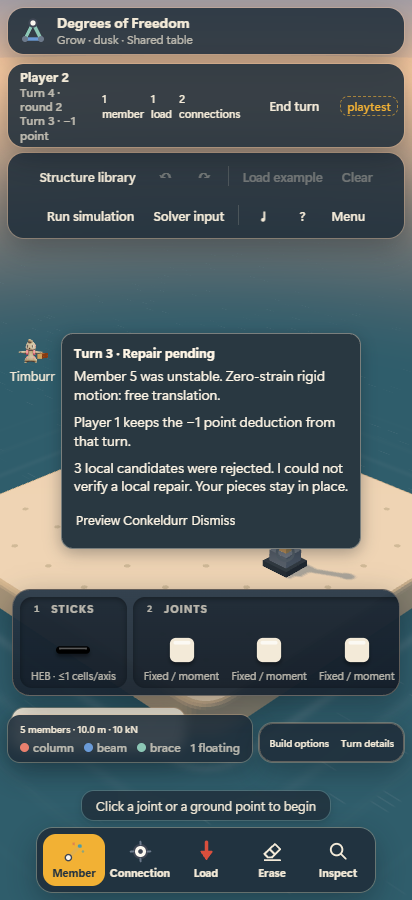 Degrees of Freedom
Grow · dusk · Shared table
Player 2
Turn 4 ·
round 2
Turn 3 · −1
point
1
member
1
load
2
connections
End turn
playtest
Structure library
Load example
Clear
Run simulation
Solver input
?
Menu
Timburr
Turn 3 · Repair pending
Member 5 was unstable. Zero-strain rigid
motion: free translation.
Player 1 keeps the −1 point deduction from
that turn.
3 local candidates were rejected. I could not
verify a local repair. Your pieces stay in place.
Preview Conkeldurr Dismiss
1 STICKS
HEB · ≤1 cells/axis
2 JOINTS
Fixed / moment
Fixed / moment
Fixed / moment
5 members · 10.0 m · 10 kN
column
beam
brace
1 floating
Build options
Turn details
Click a joint or a ground point to begin
Member
Connection
Load
Erase
Inspect